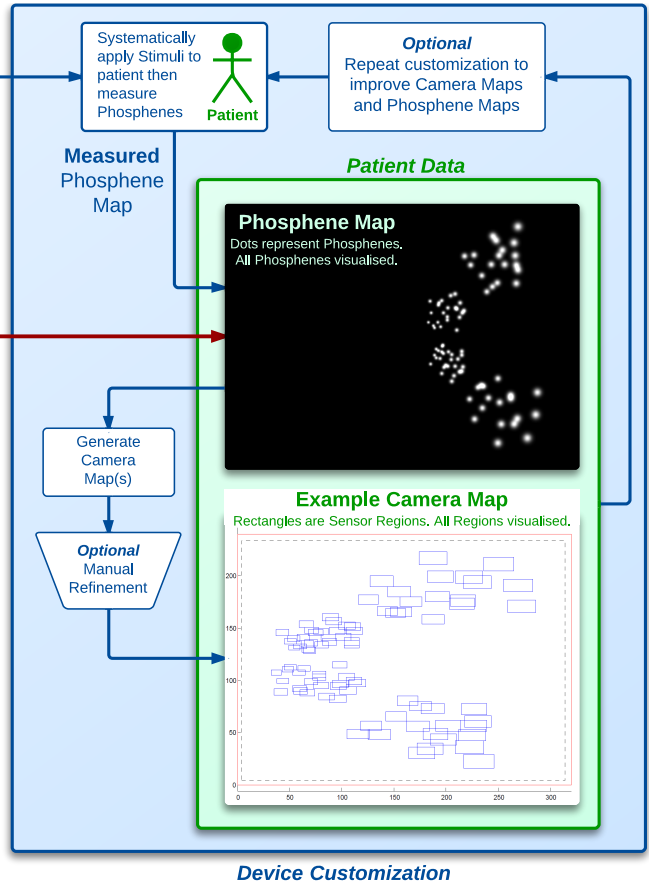 Systematically
apply Stimuli to
patient then
measure
Phosphenes
Patient
Optional
Repeat customization to
improve Camera Maps
and Phosphene Maps
Measured
Phosphene
Map
Patient Data
Phosphene Map
Dots represent Phosphenes.
All Phosphenes visualised.
Generate
Camera
Map(s)
Optional
Manual
Refinement
Example Camera Map
Rectangles are Sensor Regions. All Regions visualised.
200
150
100
50
0
0 50 100 150 200 250 300
Device Customization